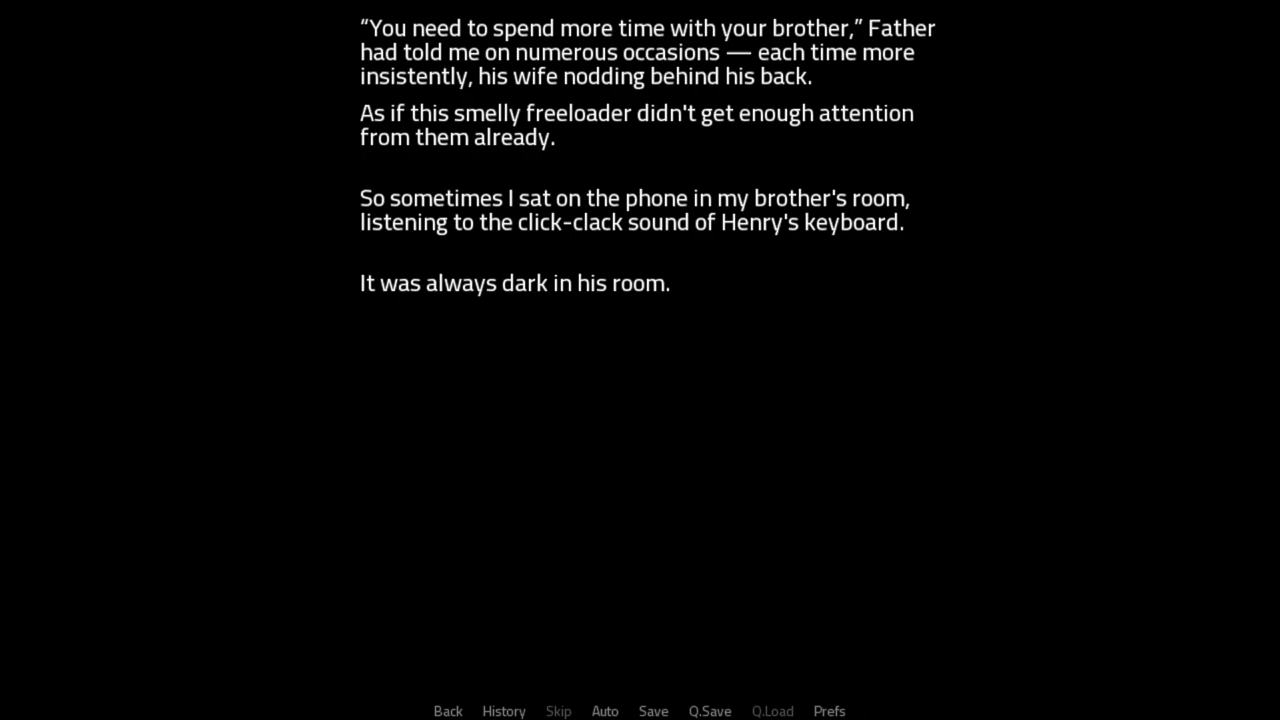 “You need to spend more time with your brother,” Father
had told me on numerous occasions — each time more
insistently, his wife nodding behind his back.
As if this smelly freeloader didn't get enough attention
from them already.
So sometimes I sat on the phone in my brother's room,
listening to the click-clack sound of Henry's keyboard.
It was always dark in his room.
Back History Skip Auto Save Q.Save Q.Load Prefs